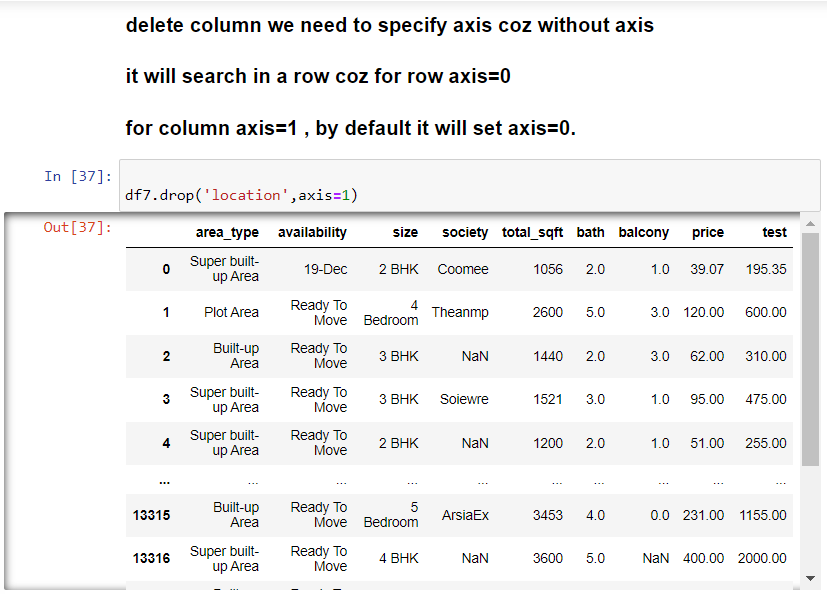 delete column we need to specify axis coz without axis
it will search in a row coz for row axis=0
for column axis=1 , by default it will set axis=0.
In [37]:
df7.drop('location',axis=1)
Out[37]:
area_type availability size society total_sqft bath balcony price test
0 Super built-up Area 19-Dec 2 BHK Coomee 1056 2.0 1.0 39.07 195.35
1 Plot Area Ready To Move 4 Bedroom Theanmp 2600 5.0 3.0 120.00 600.00
2 Built-up Area Ready To Move 3 BHK NaN 1440 2.0 3.0 62.00 310.00
3 Super built-up Area Ready To Move 3 BHK Soiewre 1521 3.0 1.0 95.00 475.00
4 Super built-up Area Ready To Move 2 BHK NaN 1200 2.0 1.0 51.00 255.00
... ... ... ... ... ... ... ... ... ...
13315 Built-up Area Ready To Move 5 Bedroom ArsiaEx 3453 4.0 0.0 231.00 1155.00
13316 Super built-up Area Ready To Move 4 BHK NaN 3600 5.0 NaN 400.00 2000.00